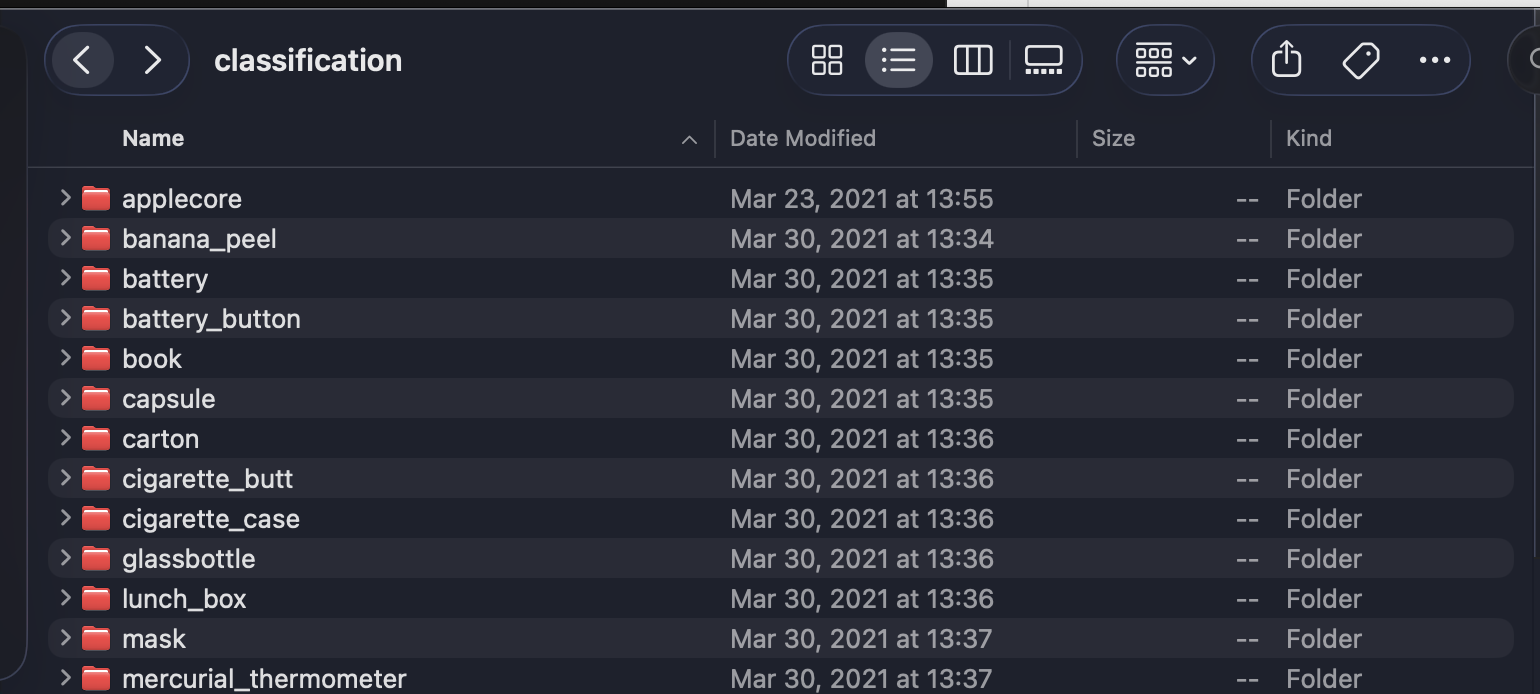 classification
Name Date Modified Size Kind
applecore Mar 23, 2021 at 13:55 -- Folder
banana_peel Mar 30, 2021 at 13:34 -- Folder
battery Mar 30, 2021 at 13:35 -- Folder
battery_button Mar 30, 2021 at 13:35 -- Folder
book Mar 30, 2021 at 13:35 -- Folder
capsule Mar 30, 2021 at 13:35 -- Folder
carton Mar 30, 2021 at 13:36 -- Folder
cigarette_butt Mar 30, 2021 at 13:36 -- Folder
cigarette_case Mar 30, 2021 at 13:36 -- Folder
glassbottle Mar 30, 2021 at 13:36 -- Folder
lunch_box Mar 30, 2021 at 13:36 -- Folder
mask Mar 30, 2021 at 13:37 -- Folder
mercurial_thermometer Mar 30, 2021 at 13:37 -- Folder